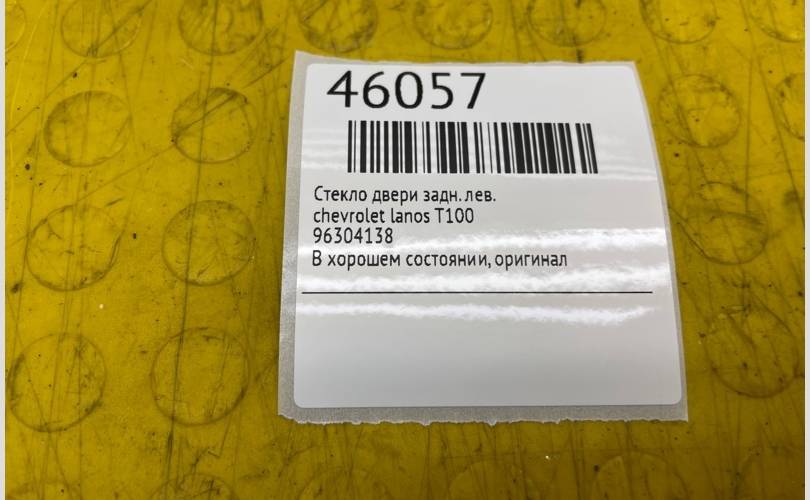 46057
Стекло двери задн. лев.
chevrolet lanos T100
96304138
В хорошем состоянии, оригинал